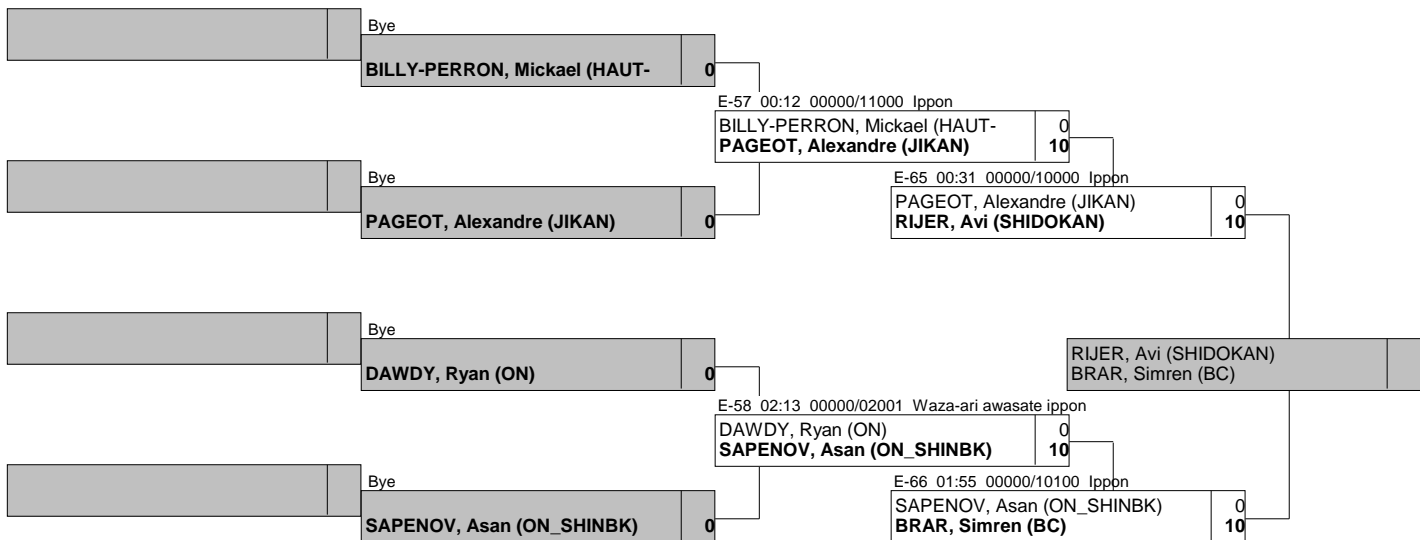 Bye
BILLY-PERRON, Mickael (HAUT- 0
E-57 00:12 00000/11000 Ippon
BILLY-PERRON, Mickael (HAUT- 0
PAGEOT, Alexandre (JIKAN) 10
Bye
PAGEOT, Alexandre (JIKAN) 0
E-65 00:31 00000/10000 Ippon
PAGEOT, Alexandre (JIKAN) 0
RIJER, Avi (SHIDOKAN) 10
Bye
DAWDY, Ryan (ON) 0
RIJER, Avi (SHIDOKAN)
BRAR, Simren (BC)
E-58 02:13 00000/02001 Waza-ari awasate ippon
DAWDY, Ryan (ON) 0
SAPENOV, Asan (ON_SHINBK) 10
Bye
SAPENOV, Asan (ON_SHINBK) 0
E-66 01:55 00000/10100 Ippon
SAPENOV, Asan (ON_SHINBK) 0
BRAR, Simren (BC) 10